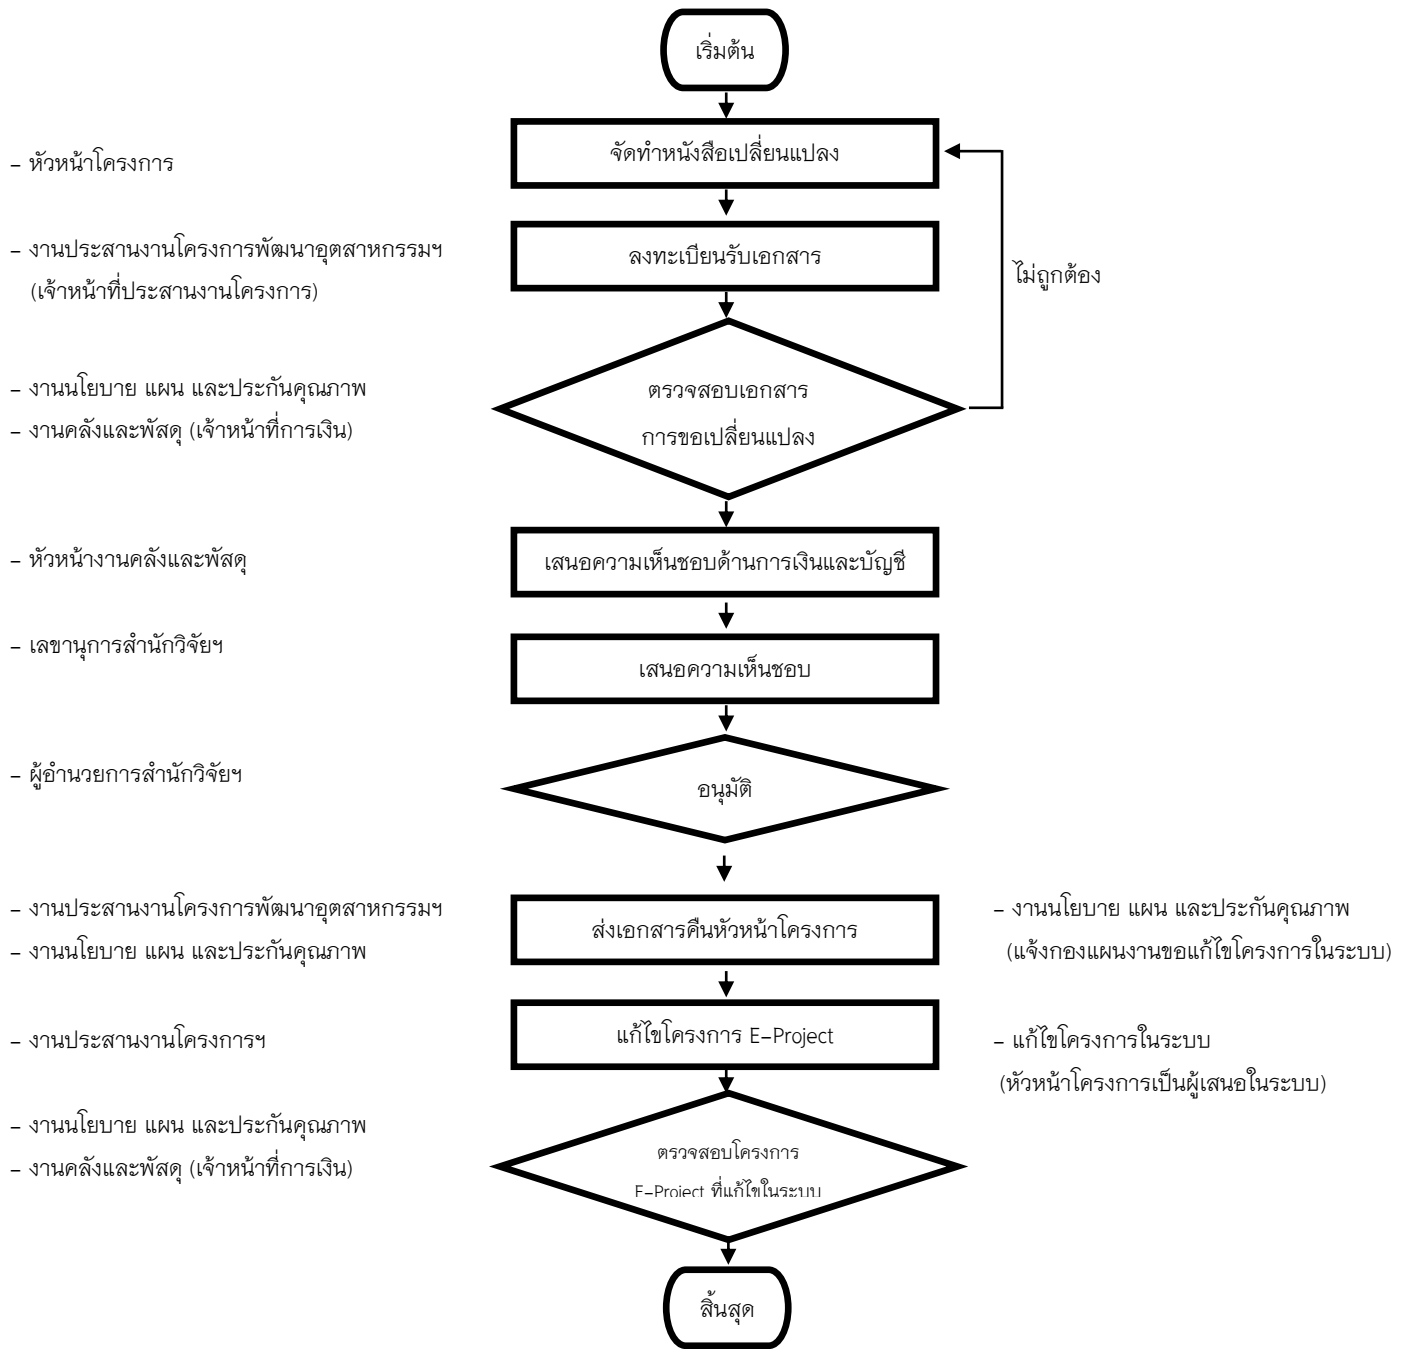 เริ่มต้น
– หัวหน้าโครงการ
จัดทำหนังสือเปลี่ยนแปลง
– งานประสานงานโครงการพัฒนาอุตสาหกรรมฯ
(เจ้าหน้าที่ประสานงานโครงการ)
ลงทะเบียนรับเอกสาร
ไม่ถูกต้อง
– งานนโยบาย แผน และประกันคุณภาพ
– งานคลังและพัสดุ (เจ้าหน้าที่การเงิน)
ตรวจสอบเอกสาร
การขอเปลี่ยนแปลง
– หัวหน้างานคลังและพัสดุ
เสนอความเห็นชอบด้านการเงินและบัญชี
– เลขานุการสำนักวิจัยฯ
เสนอความเห็นชอบ
– ผู้อำนวยการสำนักวิจัยฯ
อนุมัติ
– งานประสานงานโครงการพัฒนาอุตสาหกรรมฯ
– งานนโยบาย แผน และประกันคุณภาพ
ส่งเอกสารคืนหัวหน้าโครงการ
– งานนโยบาย แผน และประกันคุณภาพ
(แจ้งกองแผนงานขอแก้ไขโครงการในระบบ)
– งานประสานงานโครงการฯ
แก้ไขโครงการ E–Project
– แก้ไขโครงการในระบบ
(หัวหน้าโครงการเป็นผู้เสนอในระบบ)
– งานนโยบาย แผน และประกันคุณภาพ
– งานคลังและพัสดุ (เจ้าหน้าที่การเงิน)
ตรวจสอบโครงการ
E–Project ที่แก้ไขในระบบ
สิ้นสุด